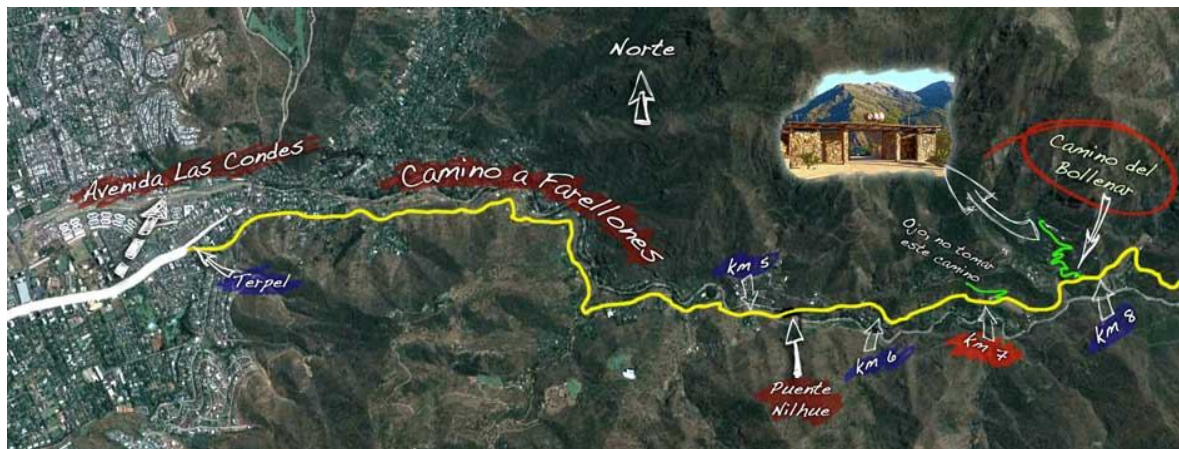 Norte
Avenida Las Condes
Camino a Farellones
Camino del
Bollenar
Ojo, no tomar
este camino
Terpel
km 5
km 8
km 6
km 7
Puente
Nilhue